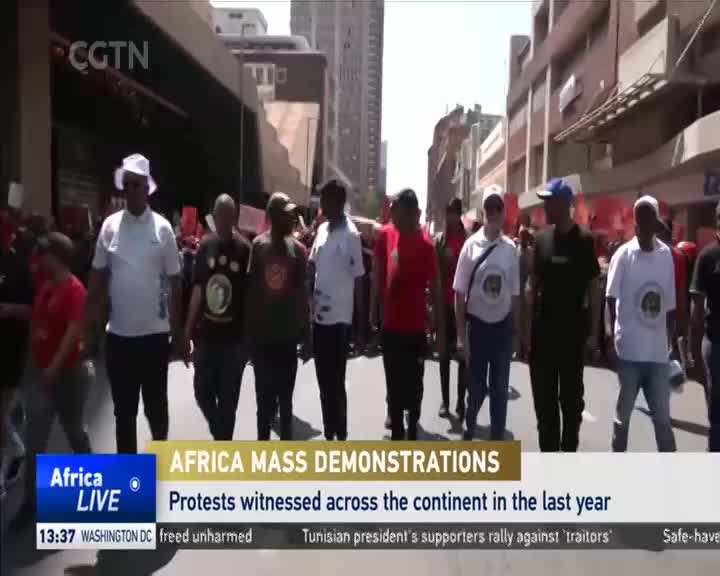 CGTN
AFRICA MASS DEMONSTRATIONS
Africa
LIVE
Protests witnessed across the continent in the last year
13:37 WASHINGTON DC freed unharmed Tunisian president's supporters rally against 'traitors' Safe-have